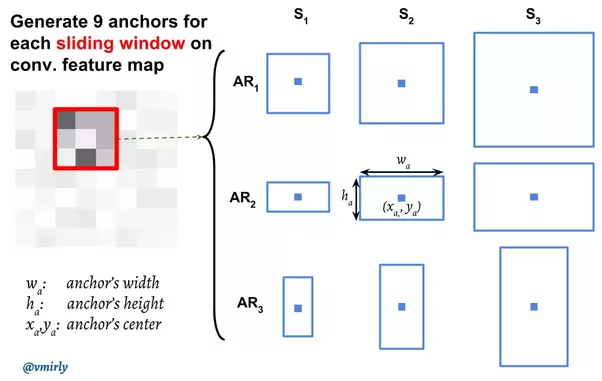 Generate 9 anchors for
each sliding window on
conv. feature map
S1
S2
S3
AR1
AR2
AR3
wa
ha
(xa, ya)
wa: anchor's width
ha: anchor's height
xa,ya: anchor's center
@vmirly